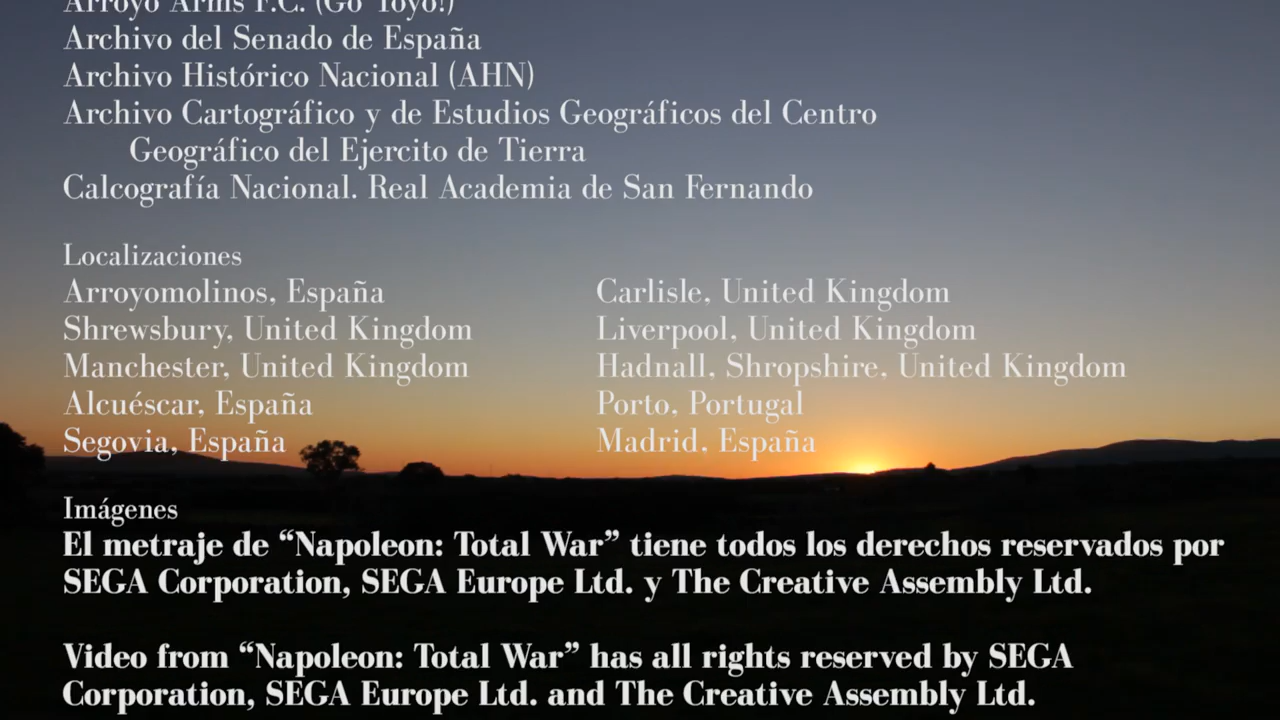 Arroyo Arms F.C. (Go Toyo!)
Archivo del Senado de España
Archivo Histórico Nacional (AHN)
Archivo Cartográfico y de Estudios Geográficos del Centro
Geográfico del Ejercito de Tierra
Calcografía Nacional. Real Academia de San Fernando
Localizaciones
Arroyomolinos, España
Shrewsbury, United Kingdom
Manchester, United Kingdom
Alcuéscar, España
Segovia, España
Carlisle, United Kingdom
Liverpool, United Kingdom
Hadnall, Shropshire, United Kingdom
Porto, Portugal
Madrid, España
Imágenes
El metraje de “Napoleon: Total War” tiene todos los derechos reservados por
SEGA Corporation, SEGA Europe Ltd. y The Creative Assembly Ltd.
Video from “Napoleon: Total War” has all rights reserved by SEGA
Corporation, SEGA Europe Ltd. and The Creative Assembly Ltd.